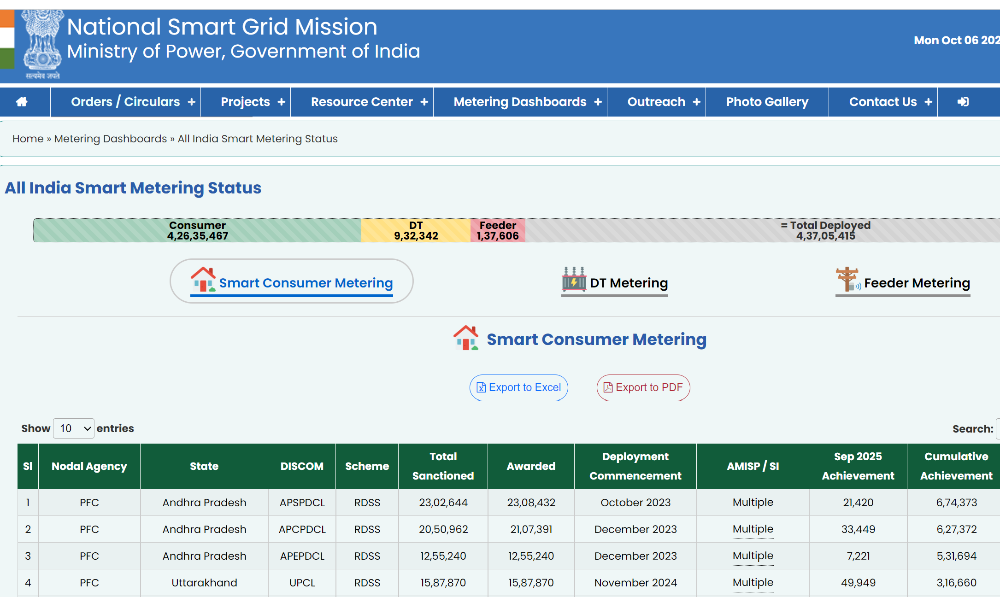 National Smart Grid Mission
Ministry of Power, Government of India
सत्यमेव जयते
Mon Oct 06 202
Orders / Circulars + Projects + Resource Center + Metering Dashboards + Outreach + Photo Gallery Contact Us +
Home » Metering Dashboards » All India Smart Metering Status
All India Smart Metering Status
Consumer DT Feeder = Total Deployed
4,26,35,467 9,32,342 1,37,606 4,37,05,415
Smart Consumer Metering DT Metering Feeder Metering
Smart Consumer Metering
Export to Excel Export to PDF
Show 10 entries Search:
Sl Nodal Agency State DISCOM Scheme Total Sanctioned Awarded Deployment Commencement AMISP / SI Sep 2025 Achievement Cumulative Achievement
1 PFC Andhra Pradesh APSPDCL RDSS 23,02,644 23,08,432 October 2023 Multiple 21,420 6,74,373
2 PFC Andhra Pradesh APCPDCL RDSS 20,50,962 21,07,391 December 2023 Multiple 33,449 6,27,372
3 PFC Andhra Pradesh APEPDCL RDSS 12,55,240 12,55,240 December 2023 Multiple 7,221 5,31,694
4 PFC Uttarakhand UPCL RDSS 15,87,870 15,87,870 November 2024 Multiple 49,949 3,16,660